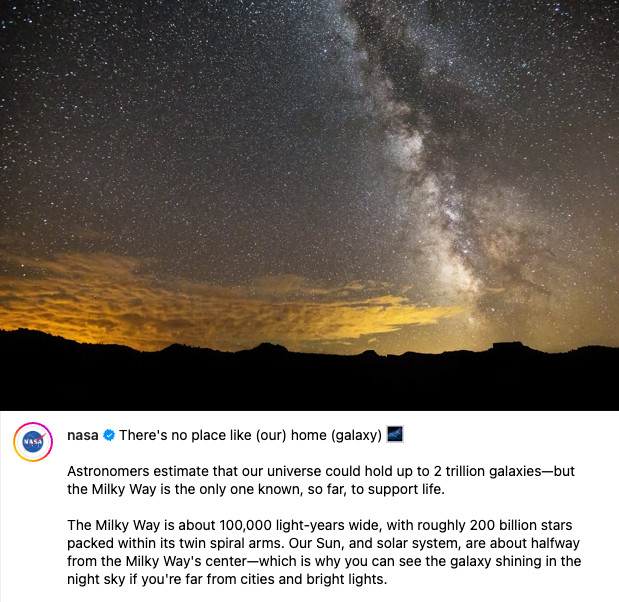 NASA
nasa There's no place like (our) home (galaxy)
Astronomers estimate that our universe could hold up to 2 trillion galaxies—but
the Milky Way is the only one known, so far, to support life.
The Milky Way is about 100,000 light-years wide, with roughly 200 billion stars
packed within its twin spiral arms. Our Sun, and solar system, are about halfway
from the Milky Way's center—which is why you can see the galaxy shining in the
night sky if you're far from cities and bright lights.